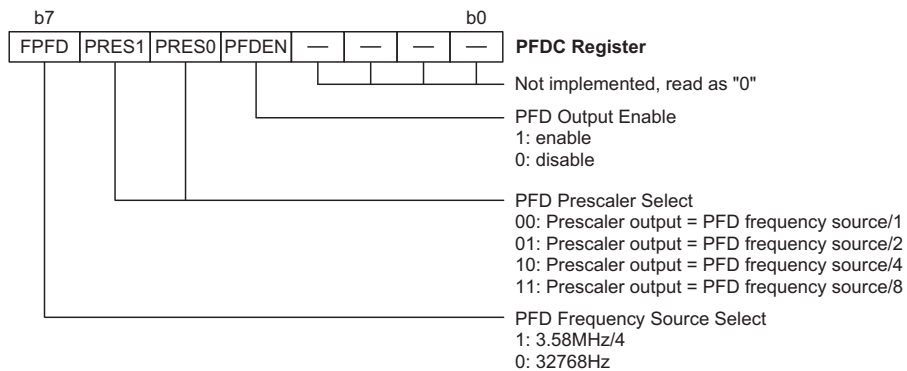 b7 b0
FPFD PRES1 PRES0 PFDEN — — — — PFDC Register
Not implemented, read as "0"
PFD Output Enable
1: enable
0: disable
PFD Prescaler Select
00: Prescaler output = PFD frequency source/1
01: Prescaler output = PFD frequency source/2
10: Prescaler output = PFD frequency source/4
11: Prescaler output = PFD frequency source/8
PFD Frequency Source Select
1: 3.58MHz/4
0: 32768Hz